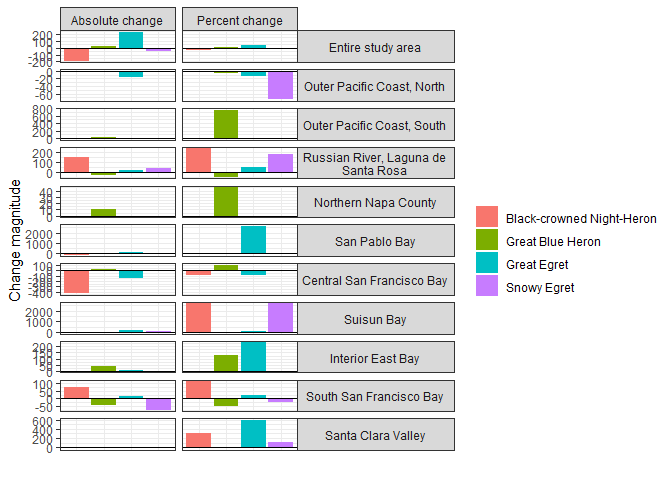 Absolute change
Percent change
200
100
0
-100
-200
Entire study area
0
-20
-40
-60
Outer Pacific Coast, North
800
600
400
200
0
Outer Pacific Coast, South
200
100
0
Russian River, Laguna de
Santa Rosa
40
30
20
10
0
Northern Napa County
2000
1000
0
San Pablo Bay
100
0
-100
-200
-300
-400
Central San Francisco Bay
2000
1000
0
Suisun Bay
200
150
100
50
0
Interior East Bay
100
50
0
-50
South San Francisco Bay
600
400
200
0
Santa Clara Valley
Change magnitude
Black-crowned Night-Heron
Great Blue Heron
Great Egret
Snowy Egret